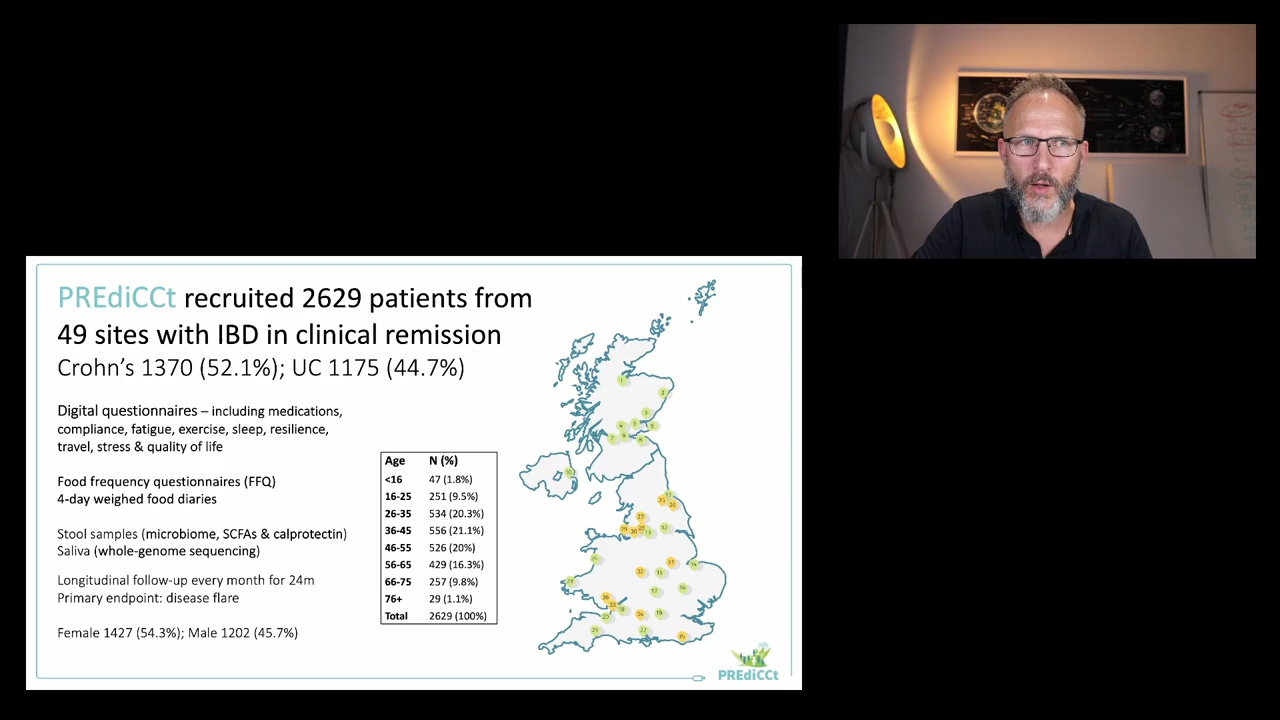 PREdiCCt recruited 2629 patients from
49 sites with IBD in clinical remission
Crohn's 1370 (52.1%); UC 1175 (44.7%)
Digital questionnaires – including medications,
compliance, fatigue, exercise, sleep, resilience,
travel, stress & quality of life
Food frequency questionnaires (FFQ)
4-day weighed food diaries
Stool samples (microbiome, SCFAs & calprotectin)
Saliva (whole-genome sequencing)
Longitudinal follow-up every month for 24m
Primary endpoint: disease flare
Female 1427 (54.3%); Male 1202 (45.7%)
Age N (%)
<16 47 (1.8%)
16-25 251 (9.5%)
26-35 534 (20.3%)
36-45 556 (21.1%)
46-55 526 (20%)
56-65 429 (16.3%)
66-75 257 (9.8%)
76+ 29 (1.1%)
Total 2629 (100%)
PREdiCCt